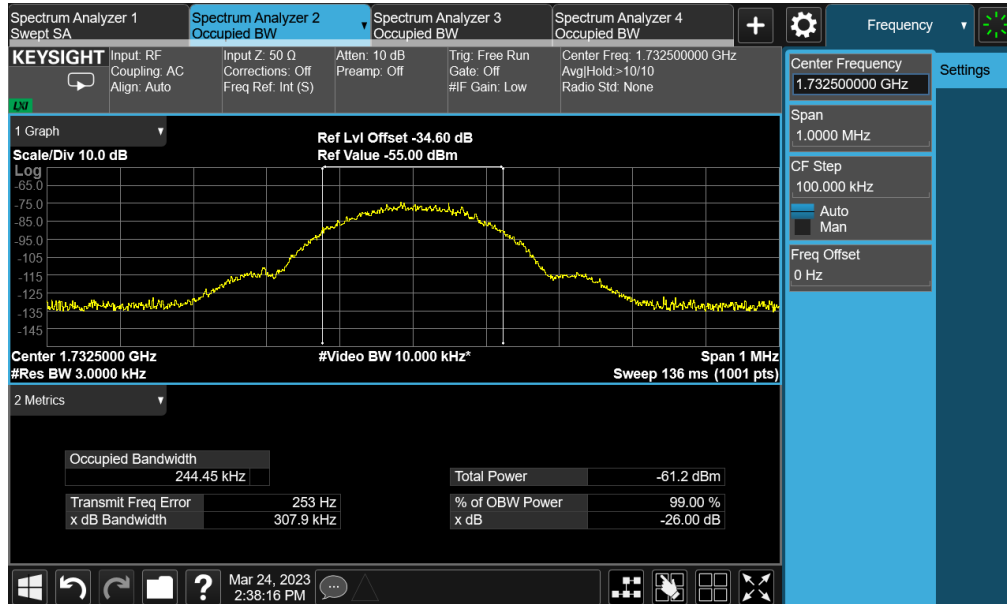 Spectrum Analyzer 1
Swept SA
Spectrum Analyzer 2
Occupied BW
Spectrum Analyzer 3
Occupied BW
Spectrum Analyzer 4
Occupied BW
+
Frequency
KEYSIGHT
LXI
Input: RF
Coupling: AC
Align: Auto
Input Z: 50 Ω
Corrections: Off
Freq Ref: Int (S)
Atten: 10 dB
Preamp: Off
Trig: Free Run
Gate: Off
#IF Gain: Low
Center Freq: 1.732500000 GHz
Avg|Hold:>10/10
Radio Std: None
Center Frequency
1.732500000 GHz
Settings
Span
1.0000 MHz
CF Step
100.000 kHz
Auto
Man
Freq Offset
0 Hz
1 Graph
Scale/Div 10.0 dB
Ref Lvl Offset -34.60 dB
Ref Value -55.00 dBm
Log
-65.0
-75.0
-85.0
-95.0
-105
-115
-125
-135
-145
Center 1.7325000 GHz
#Res BW 3.0000 kHz
#Video BW 10.000 kHz*
Span 1 MHz
Sweep 136 ms (1001 pts)
2 Metrics
Occupied Bandwidth
244.45 kHz
Total Power -61.2 dBm
Transmit Freq Error 253 Hz
x dB Bandwidth 307.9 kHz
% of OBW Power 99.00 %
x dB -26.00 dB
?
Mar 24, 2023
2:38:16 PM